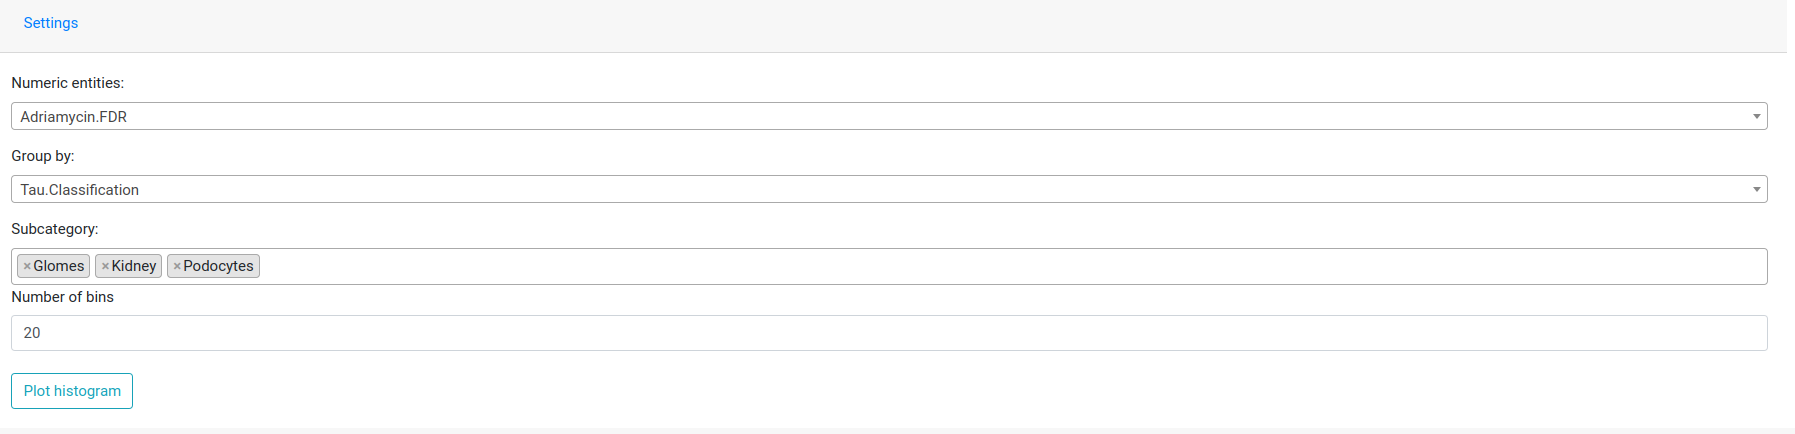 Settings
Numeric entities:
Adriamycin.FDR
Group by:
Tau.Classification
Subcategory:
×Glomes ×Kidney ×Podocytes
Number of bins
20
Plot histogram